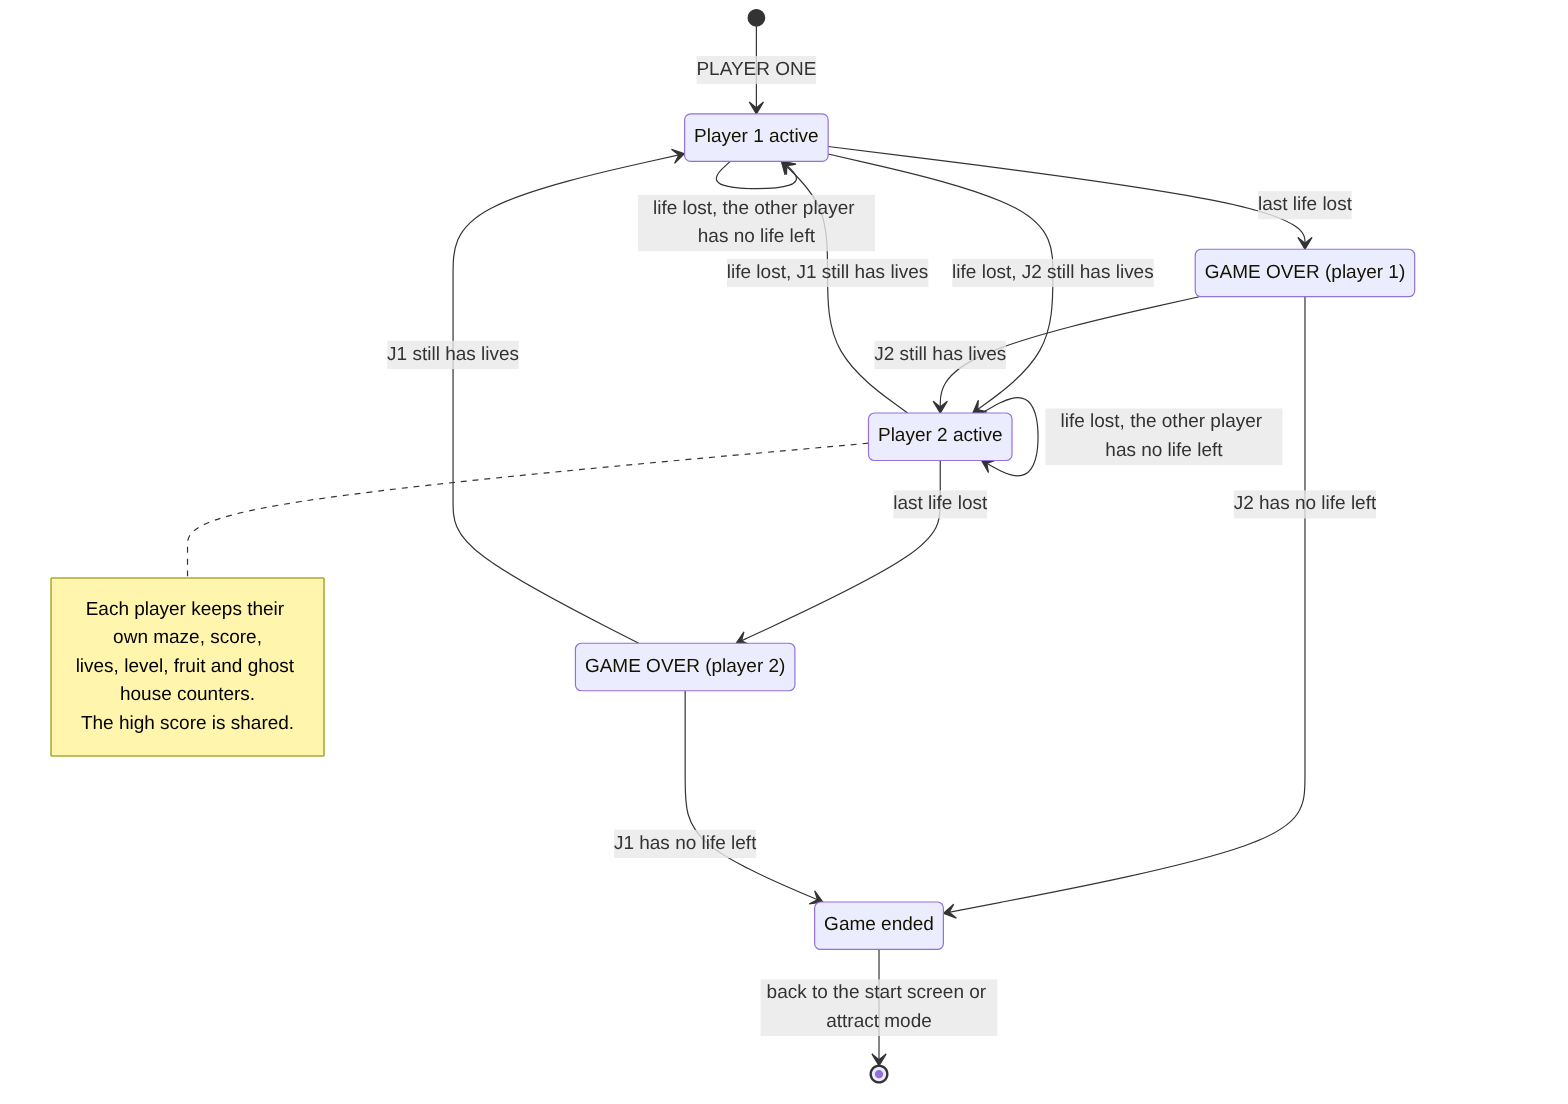 PLAYER ONE
Player 1 active
life lost, the other player
has no life left
last life lost
life lost, J1 still has lives
life lost, J2 still has lives
GAME OVER (player 1)
J1 still has lives
J2 still has lives
Player 2 active
life lost, the other player
has no life left
last life lost
J2 has no life left
Each player keeps their
own maze, score,
lives, level, fruit and ghost
house counters.
The high score is shared.
GAME OVER (player 2)
J1 has no life left
Game ended
back to the start screen or
attract mode